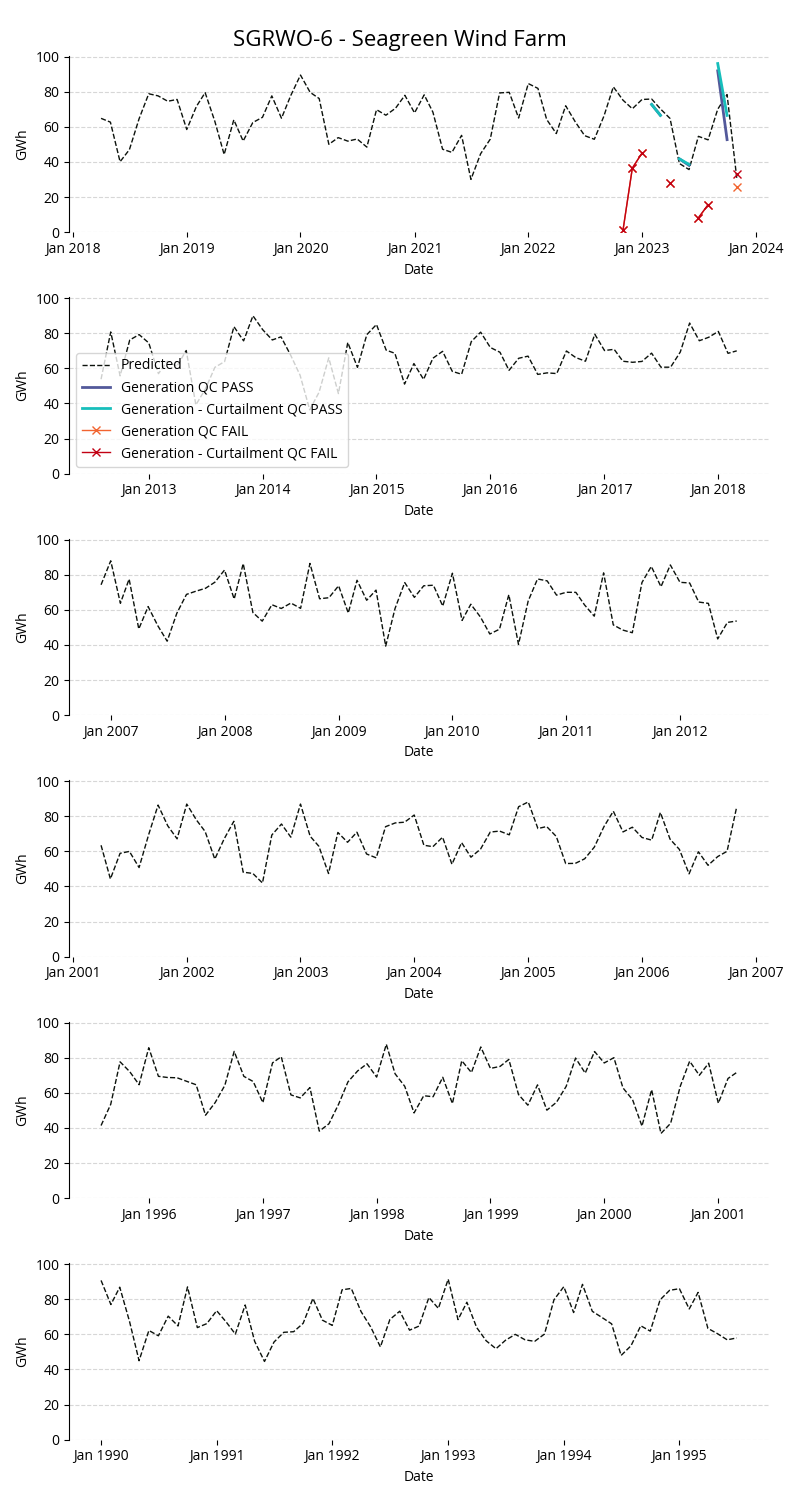 SGRWO-6 - Seagreen Wind Farm
100
80
60
40
20
0
GWh
Jan 2018 Jan 2019 Jan 2020 Jan 2021 Jan 2022 Jan 2023 Jan 2024
Date
100
80
60
40
20
0
GWh
Predicted
Generation QC PASS
Generation - Curtailment QC PASS
Generation QC FAIL
Generation - Curtailment QC FAIL
Jan 2013 Jan 2014 Jan 2015 Jan 2016 Jan 2017 Jan 2018
Date
100
80
60
40
20
0
GWh
Jan 2007 Jan 2008 Jan 2009 Jan 2010 Jan 2011 Jan 2012
Date
100
80
60
40
20
0
GWh
Jan 2001 Jan 2002 Jan 2003 Jan 2004 Jan 2005 Jan 2006 Jan 2007
Date
100
80
60
40
20
0
GWh
Jan 1996 Jan 1997 Jan 1998 Jan 1999 Jan 2000 Jan 2001
Date
100
80
60
40
20
0
GWh
Jan 1990 Jan 1991 Jan 1992 Jan 1993 Jan 1994 Jan 1995
Date